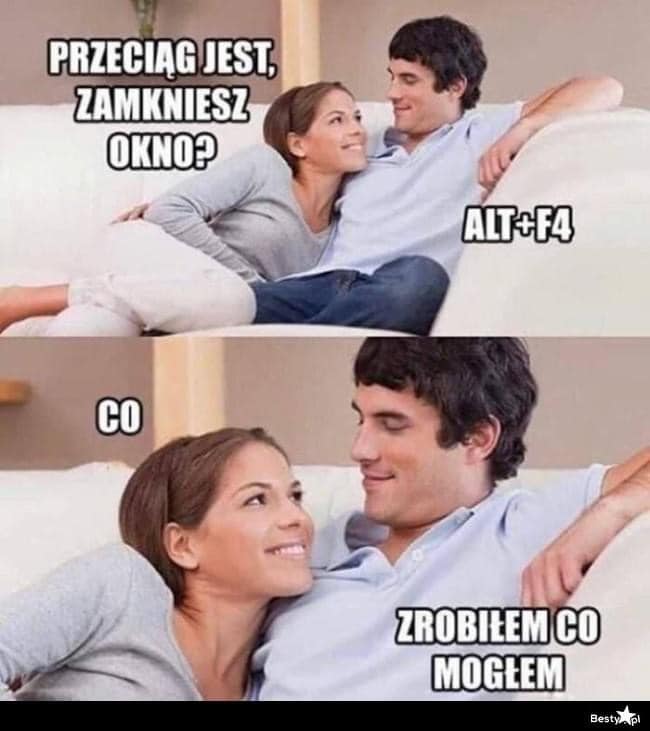 PRZECIĄG JEST,
ZAMKNIESZ
OKNO?
ALT+F4
CO
ZROBIŁEM CO
MOGŁEM
Besty.pl